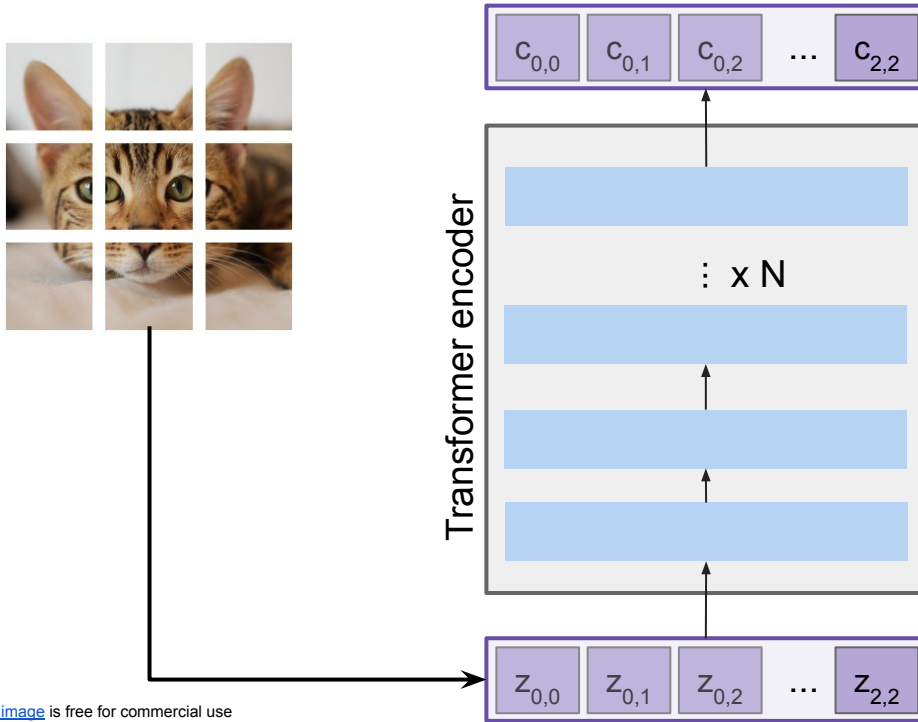 c0,0 c0,1 c0,2 ... c2,2
Transformer encoder
⋮ x N
z0,0 z0,1 z0,2 ... z2,2
image is free for commercial use